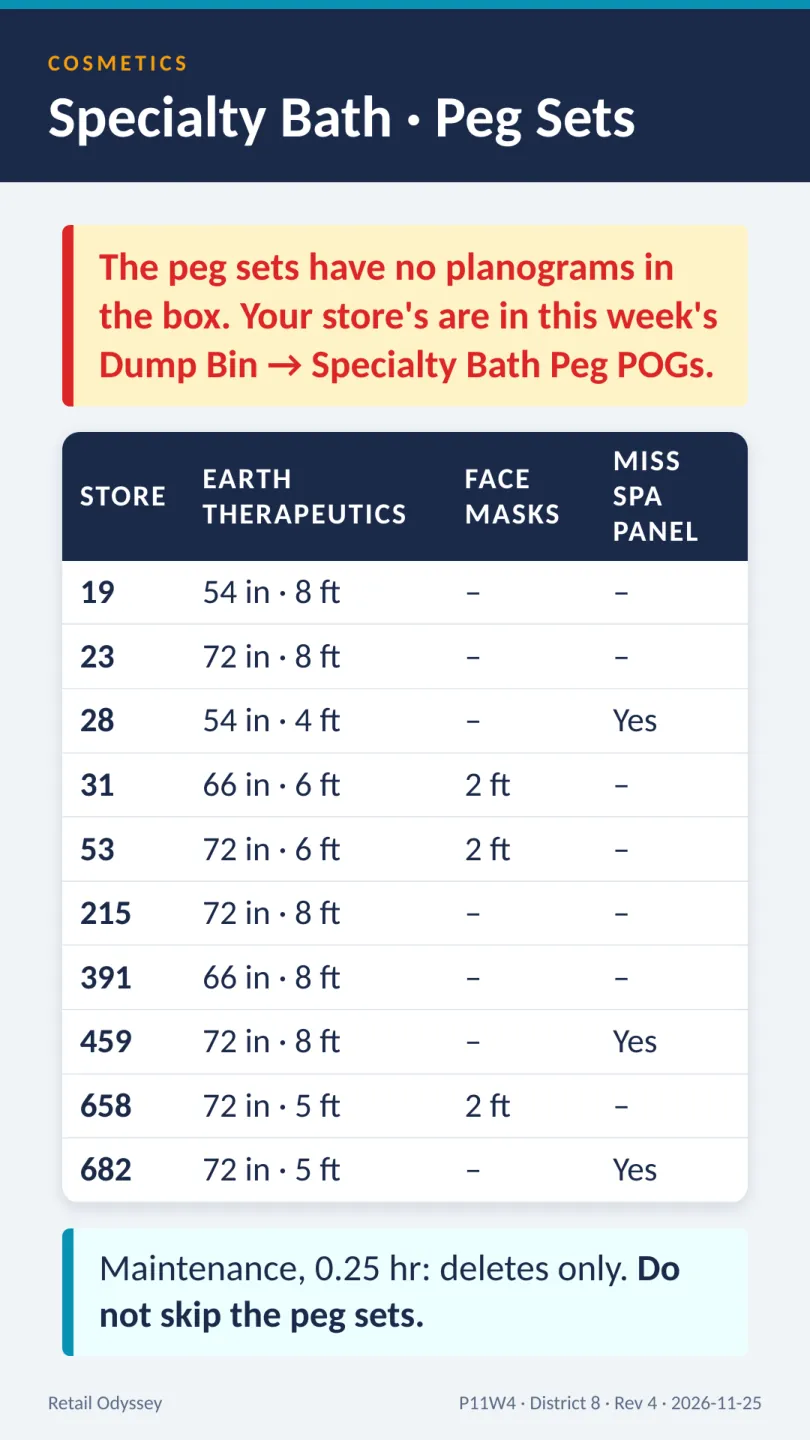 COSMETICS
Specialty Bath · Peg Sets
The peg sets have no planograms in
the box. Your store's are in this week's
Dump Bin → Specialty Bath Peg POGs.
STORE EARTH THERAPEUTICS FACE MASKS MISS SPA PANEL
19 54 in · 8 ft – –
23 72 in · 8 ft – –
28 54 in · 4 ft – Yes
31 66 in · 6 ft 2 ft –
53 72 in · 6 ft 2 ft –
215 72 in · 8 ft – –
391 66 in · 8 ft – –
459 72 in · 8 ft – Yes
658 72 in · 5 ft 2 ft –
682 72 in · 5 ft – Yes
Maintenance, 0.25 hr: deletes only. Do
not skip the peg sets.
Retail Odyssey P11W4 · District 8 · Rev 4 · 2026-11-25